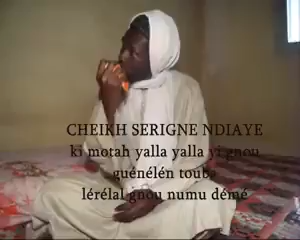 CHEIKH SERIGNE NDIAYE
ki motah yalla yalla yi gnou
guénélén touba
lérélal gnou numu démé